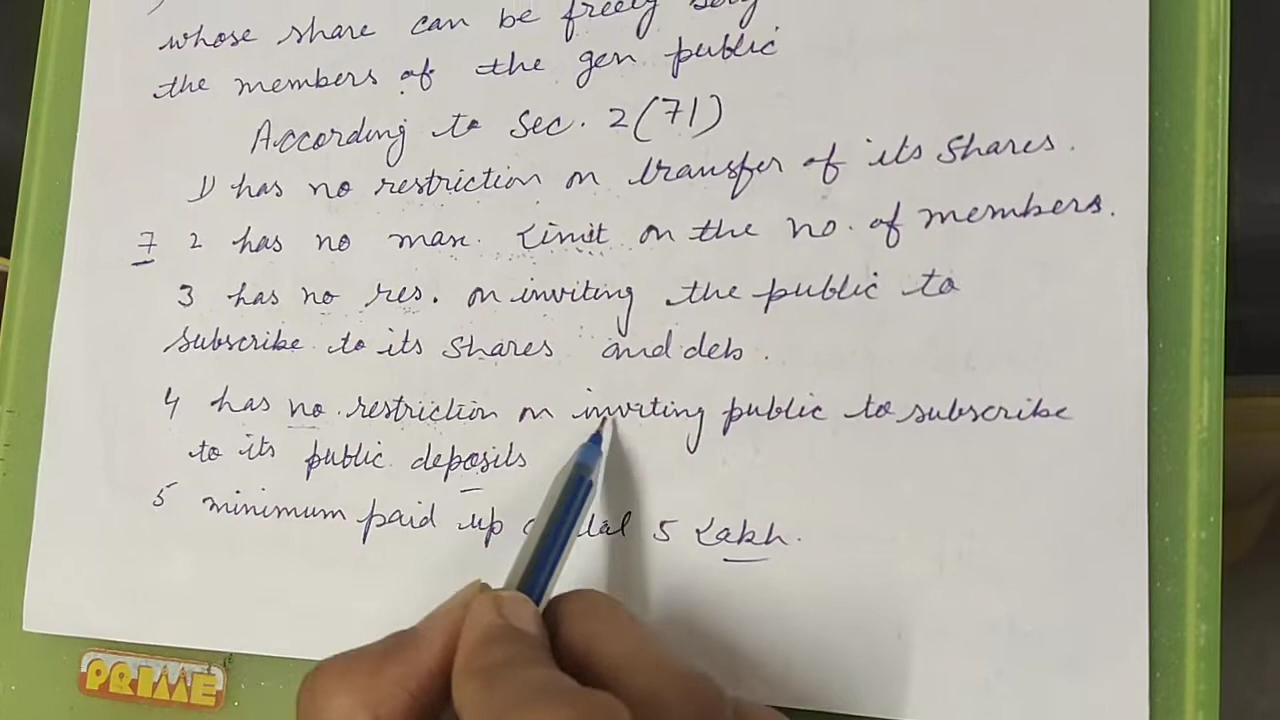 whose share can be freely
the members of the gen public
According to Sec. 2(71)
1) has no restriction on transfer of its shares.
7 2 has no max. Limit on the no. of members.
3 has no res. on inviting the public to
subscribe to its shares and deb.
4 has no restriction on inviting public to subscribe
to its public deposits
5 minimum paid up 5 Lakh.
PRIME